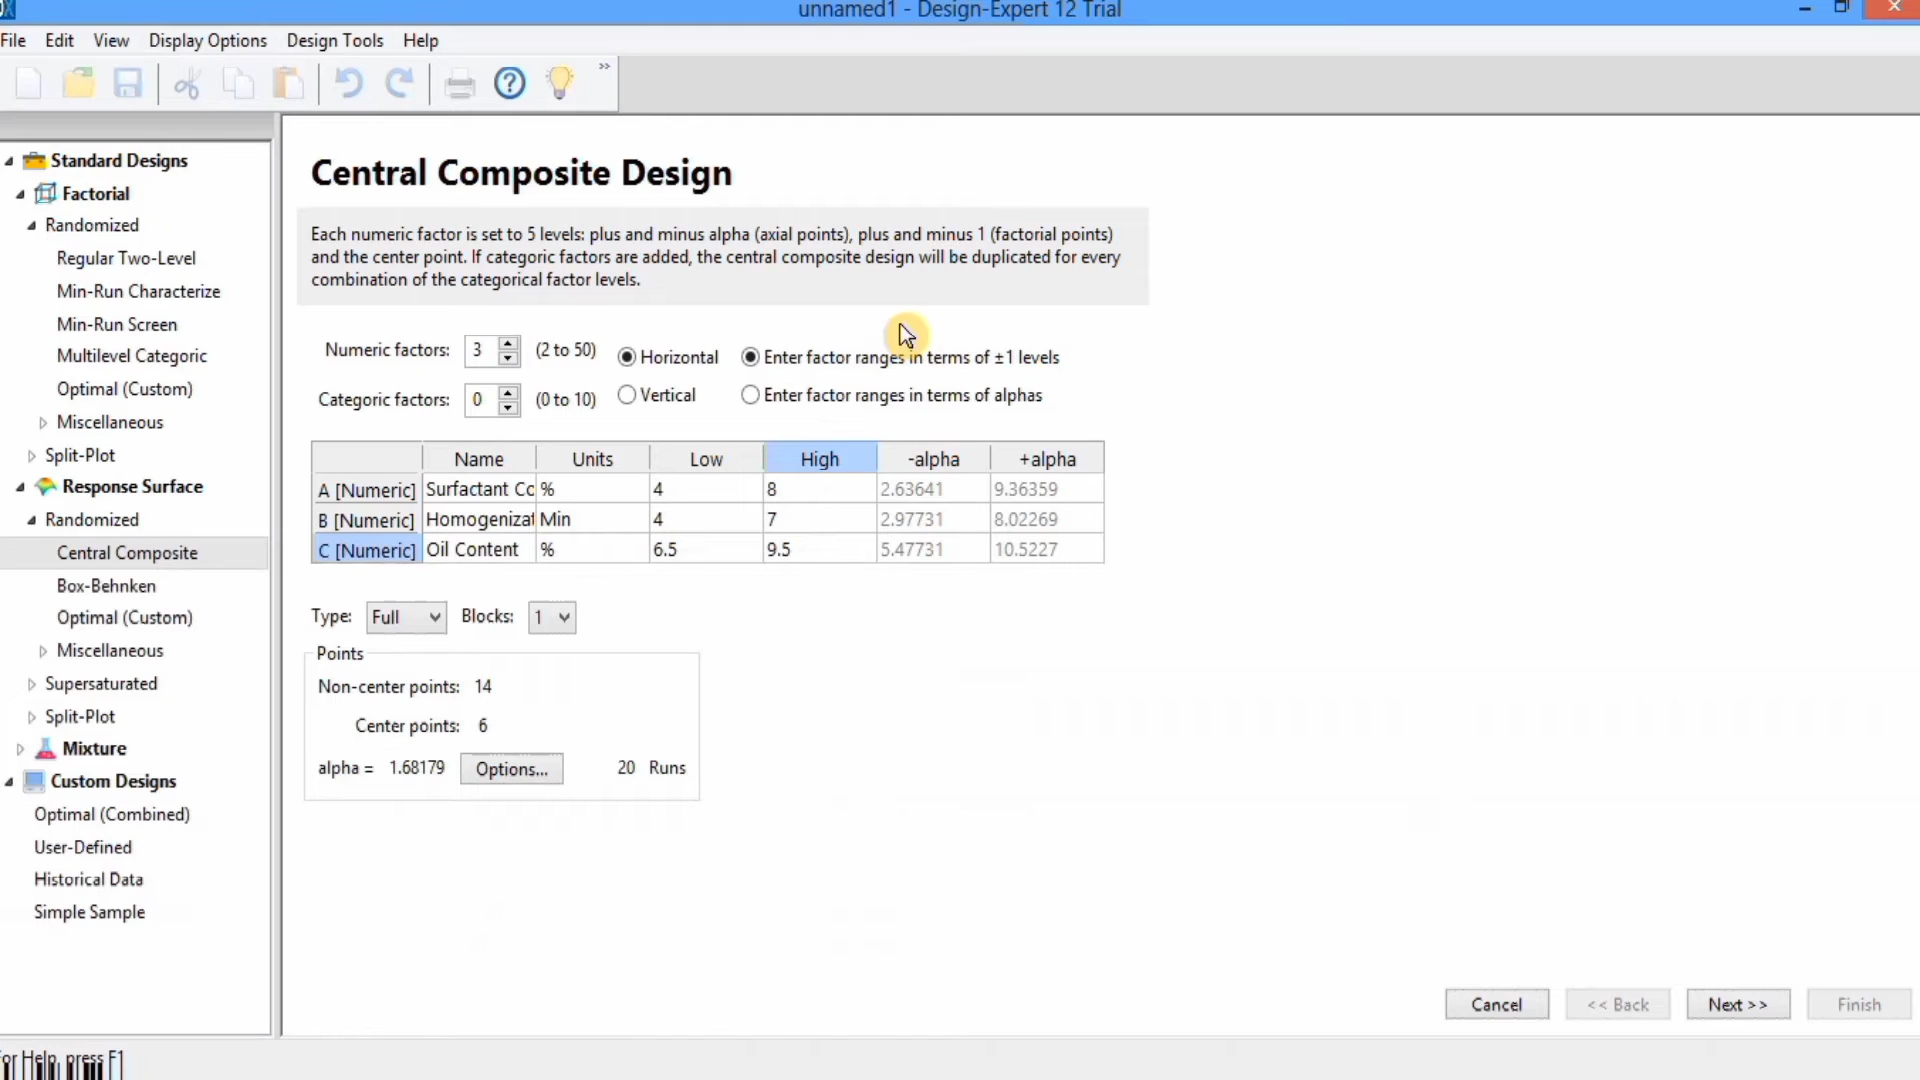 unnamed1 - Design-Expert 12 Trial
File Edit View Display Options Design Tools Help
»
Standard Designs
Factorial
Randomized
Regular Two-Level
Min-Run Characterize
Min-Run Screen
Multilevel Categoric
Optimal (Custom)
Miscellaneous
Split-Plot
Response Surface
Randomized
Central Composite
Box-Behnken
Optimal (Custom)
Miscellaneous
Supersaturated
Split-Plot
Mixture
Custom Designs
Optimal (Combined)
User-Defined
Historical Data
Simple Sample
Central Composite Design
Each numeric factor is set to 5 levels: plus and minus alpha (axial points), plus and minus 1 (factorial points)
and the center point. If categoric factors are added, the central composite design will be duplicated for every
combination of the categorical factor levels.
Numeric factors: 3 (2 to 50) Horizontal Enter factor ranges in terms of ±1 levels
Categoric factors: 0 (0 to 10) Vertical Enter factor ranges in terms of alphas
Name Units Low High -alpha +alpha
A [Numeric] Surfactant Co % 4 8 2.63641 9.36359
B [Numeric] Homogenizat Min 4 7 2.97731 8.02269
C [Numeric] Oil Content % 6.5 9.5 5.47731 10.5227
Type: Full Blocks: 1
Points
Non-center points: 14
Center points: 6
alpha = 1.68179 Options... 20 Runs
Cancel << Back Next >> Finish
For Help, press F1